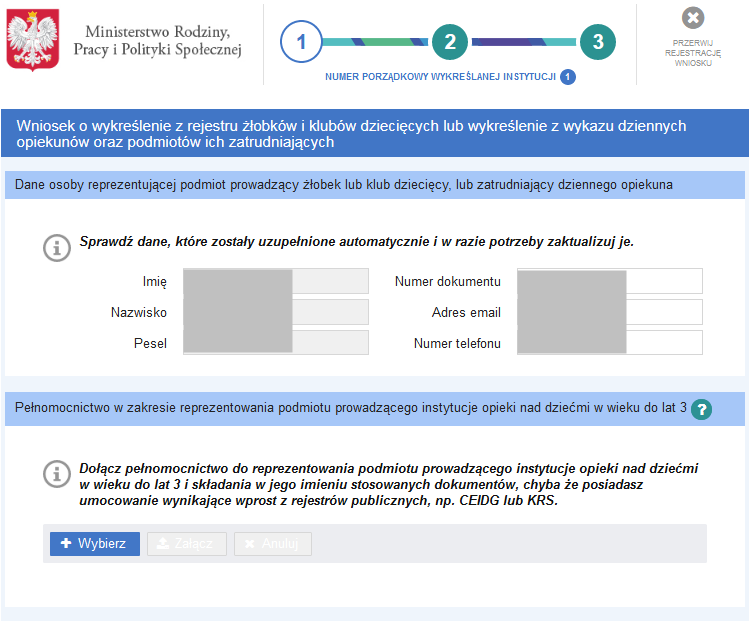 Ministerstwo Rodziny,
Pracy i Polityki Społecznej
1
2
3
NUMER PORZĄDKOWY WYKREŚLANEJ INSTYTUCJI 1
PRZERWIJ
REJESTRACJĘ
WNIOSKU
Wniosek o wykreślenie z rejestru żłobków i klubów dziecięcych lub wykreślenie z wykazu dziennych
opiekunów oraz podmiotów ich zatrudniających
Dane osoby reprezentującej podmiot prowadzący żłobek lub klub dziecięcy, lub zatrudniający dziennego opiekuna
Sprawdź dane, które zostały uzupełnione automatycznie i w razie potrzeby zaktualizuj je.
Imię
Numer dokumentu
Nazwisko
Adres email
Pesel
Numer telefonu
Pełnomocnictwo w zakresie reprezentowania podmiotu prowadzącego instytucje opieki nad dziećmi w wieku do lat 3 ?
Dołącz pełnomocnictwo do reprezentowania podmiotu prowadzącego instytucje opieki nad dziećmi
w wieku do lat 3 i składania w jego imieniu stosowanych dokumentów, chyba że posiadasz
umocowanie wynikające wprost z rejestrów publicznych, np. CEIDG lub KRS.
Wybierz
Załącz
Anuluj